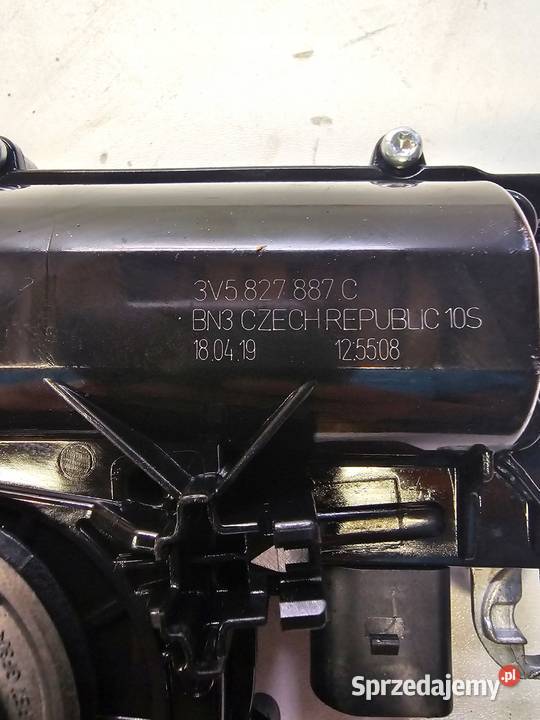 3V5.827 887.C
BN3 CZECH REPUBLIC 10S
18.04.19 12:55:08
Sprzedajemy.pl